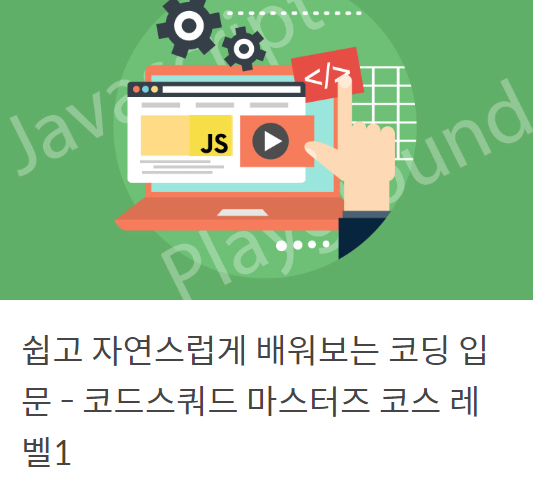 Javascript
</>
JS
Playground
쉽고 자연스럽게 배워보는 코딩 입
문 - 코드스쿼드 마스터즈 코스 레
벨1